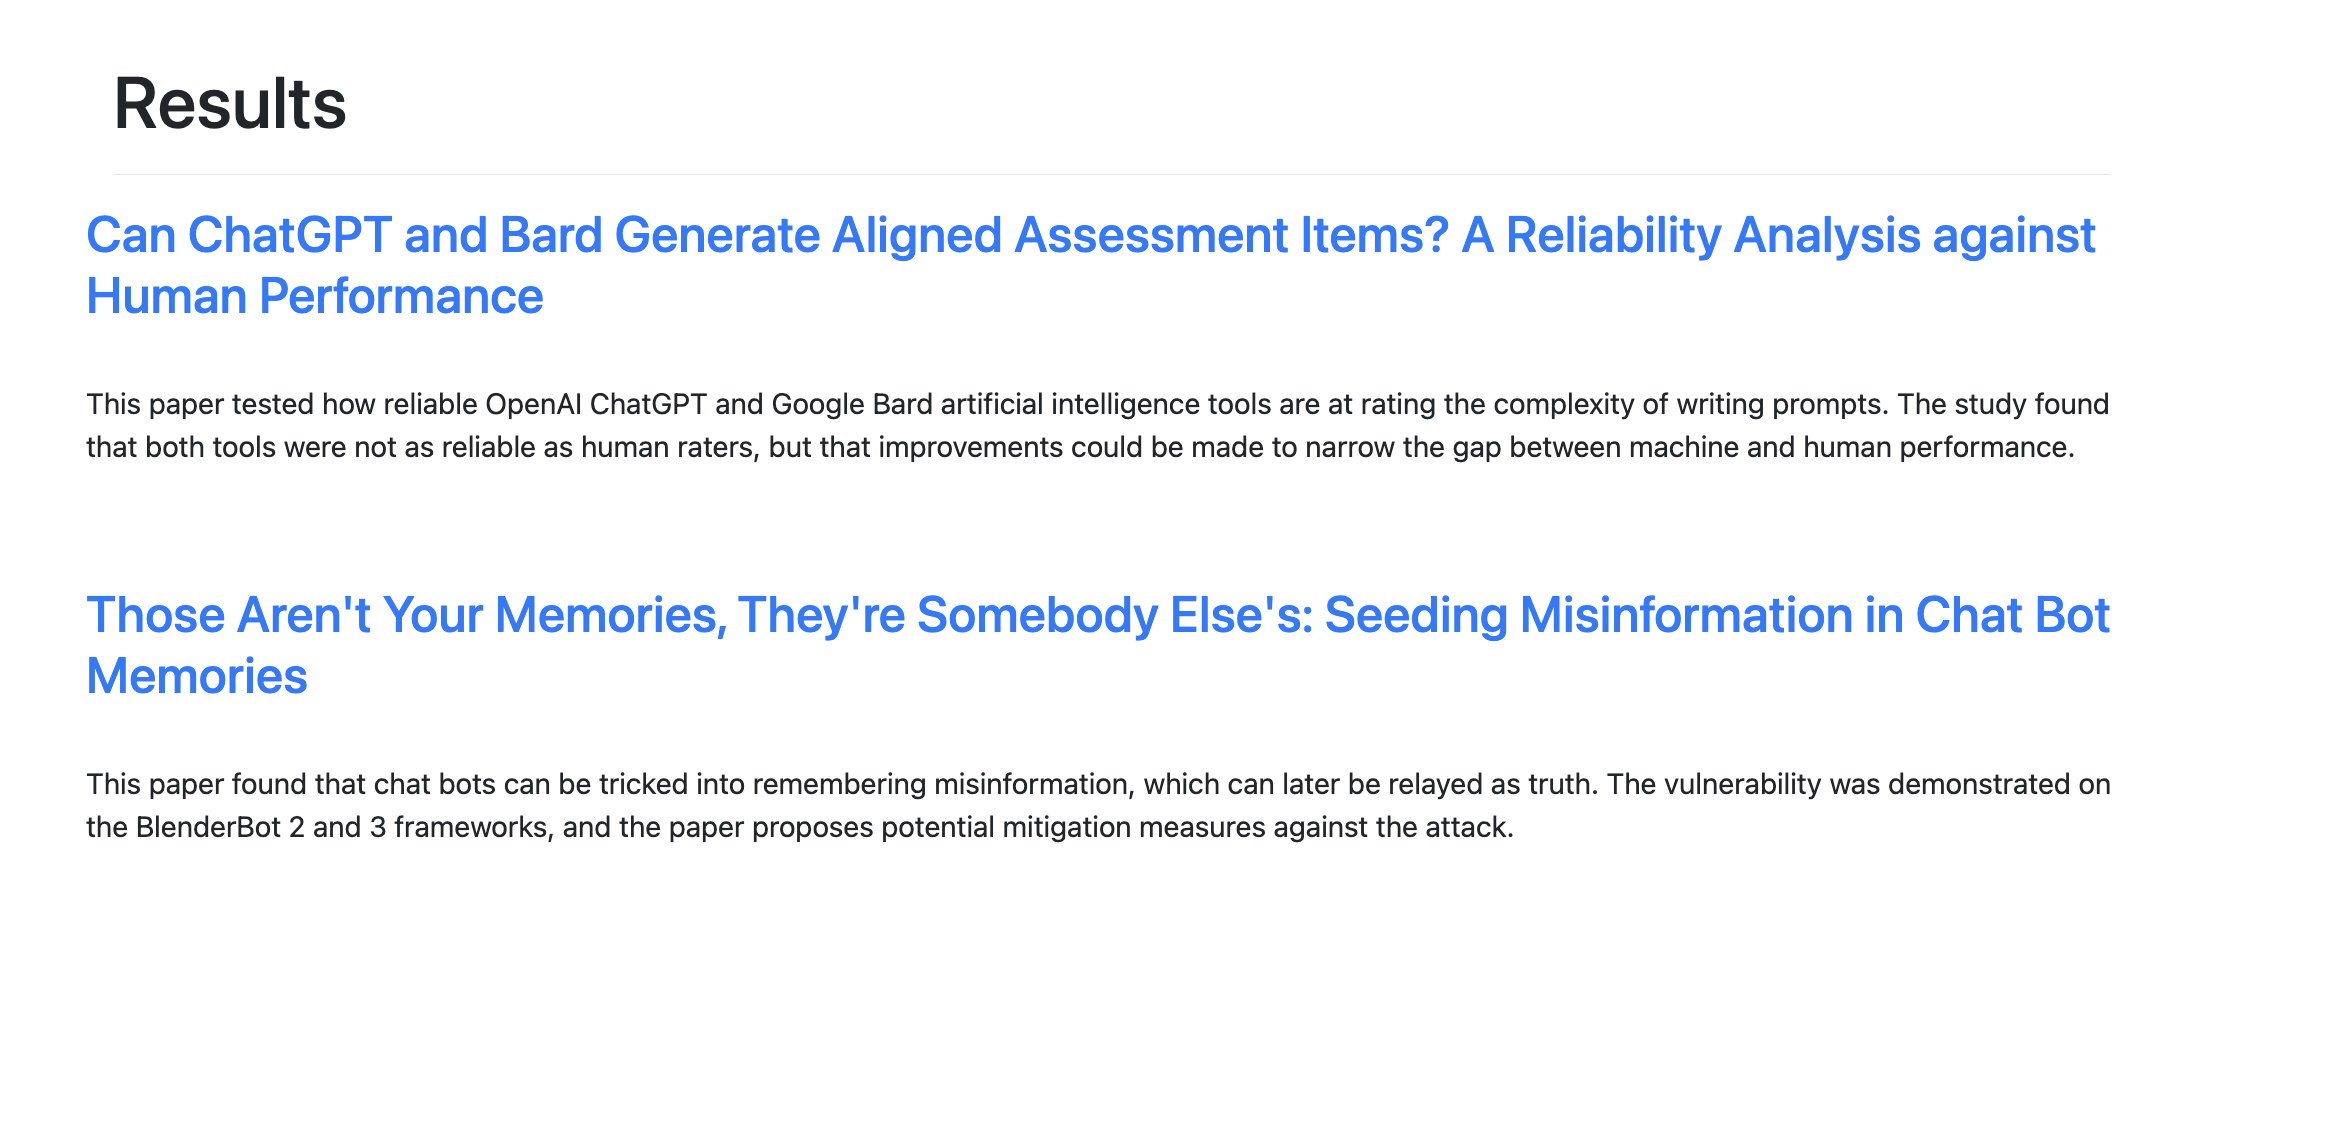 Results
Can ChatGPT and Bard Generate Aligned Assessment Items? A Reliability Analysis against
Human Performance
This paper tested how reliable OpenAI ChatGPT and Google Bard artificial intelligence tools are at rating the complexity of writing prompts. The study found
that both tools were not as reliable as human raters, but that improvements could be made to narrow the gap between machine and human performance.
Those Aren't Your Memories, They're Somebody Else's: Seeding Misinformation in Chat Bot
Memories
This paper found that chat bots can be tricked into remembering misinformation, which can later be relayed as truth. The vulnerability was demonstrated on
the BlenderBot 2 and 3 frameworks, and the paper proposes potential mitigation measures against the attack.